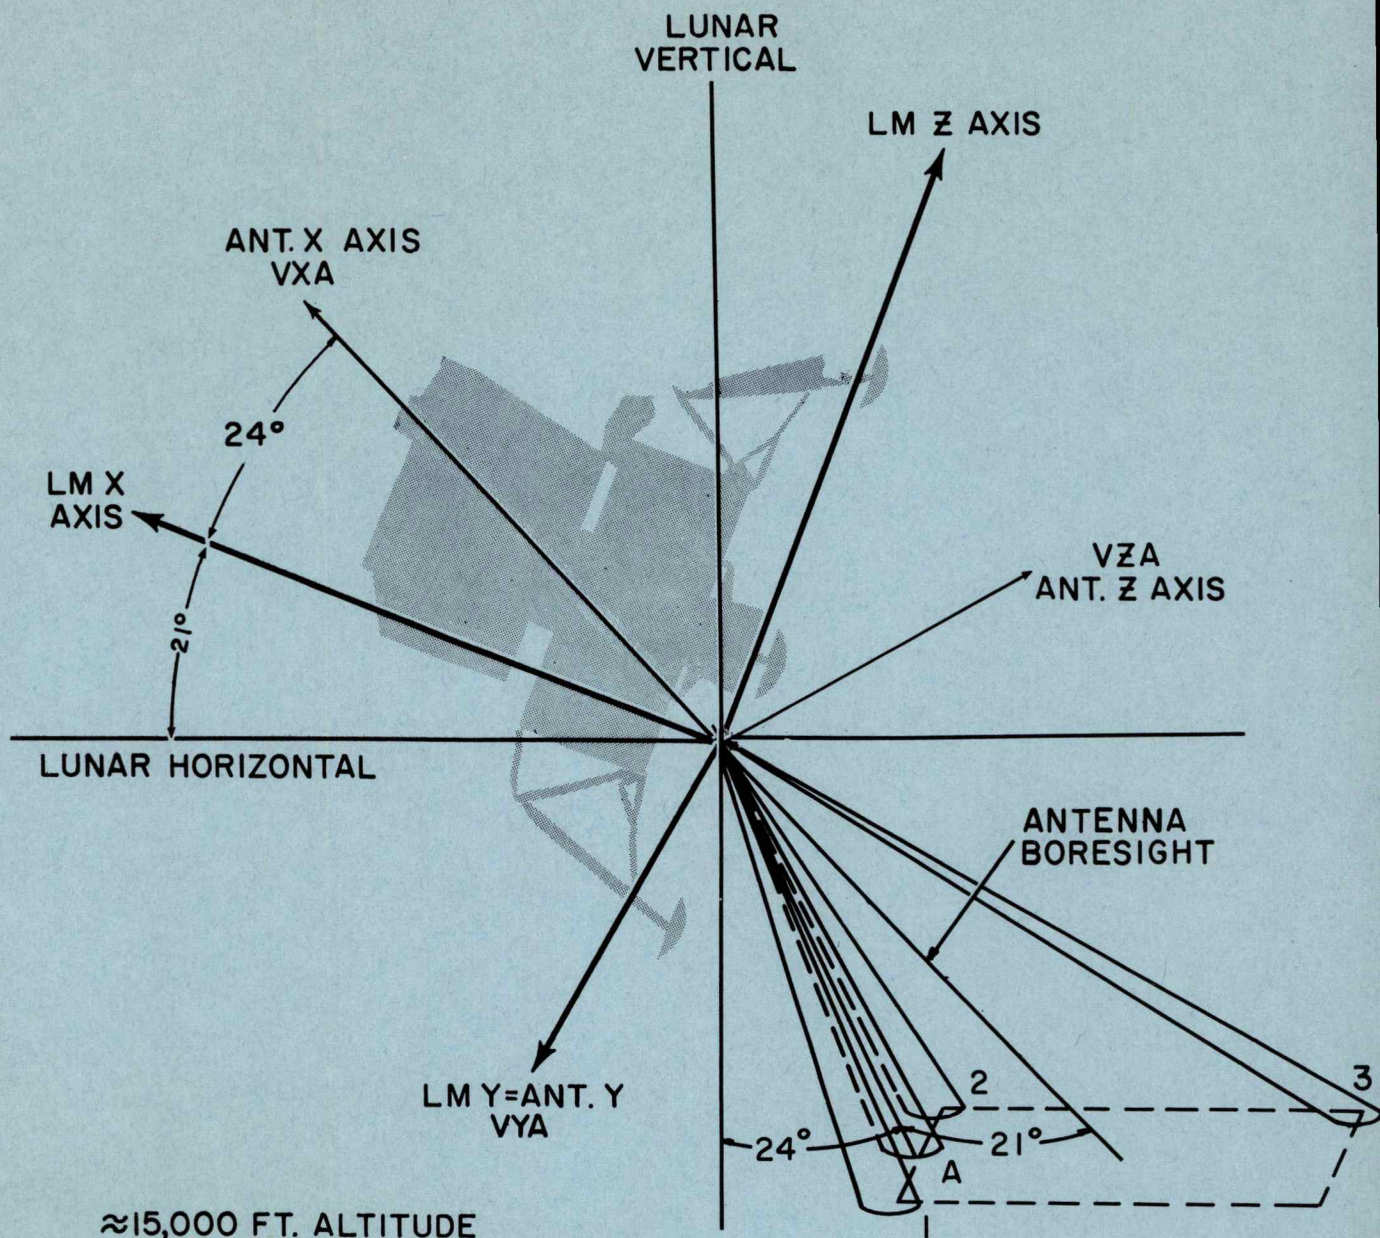 LUNAR
VERTICAL
LM Z AXIS
ANT. X AXIS
VXA
24°
LM X
AXIS
21°
VZA
ANT. Z AXIS
LUNAR HORIZONTAL
ANTENNA
BORESIGHT
LM Y=ANT. Y
VYA
2
3
24°
21°
A
≈15,000 FT. ALTITUDE